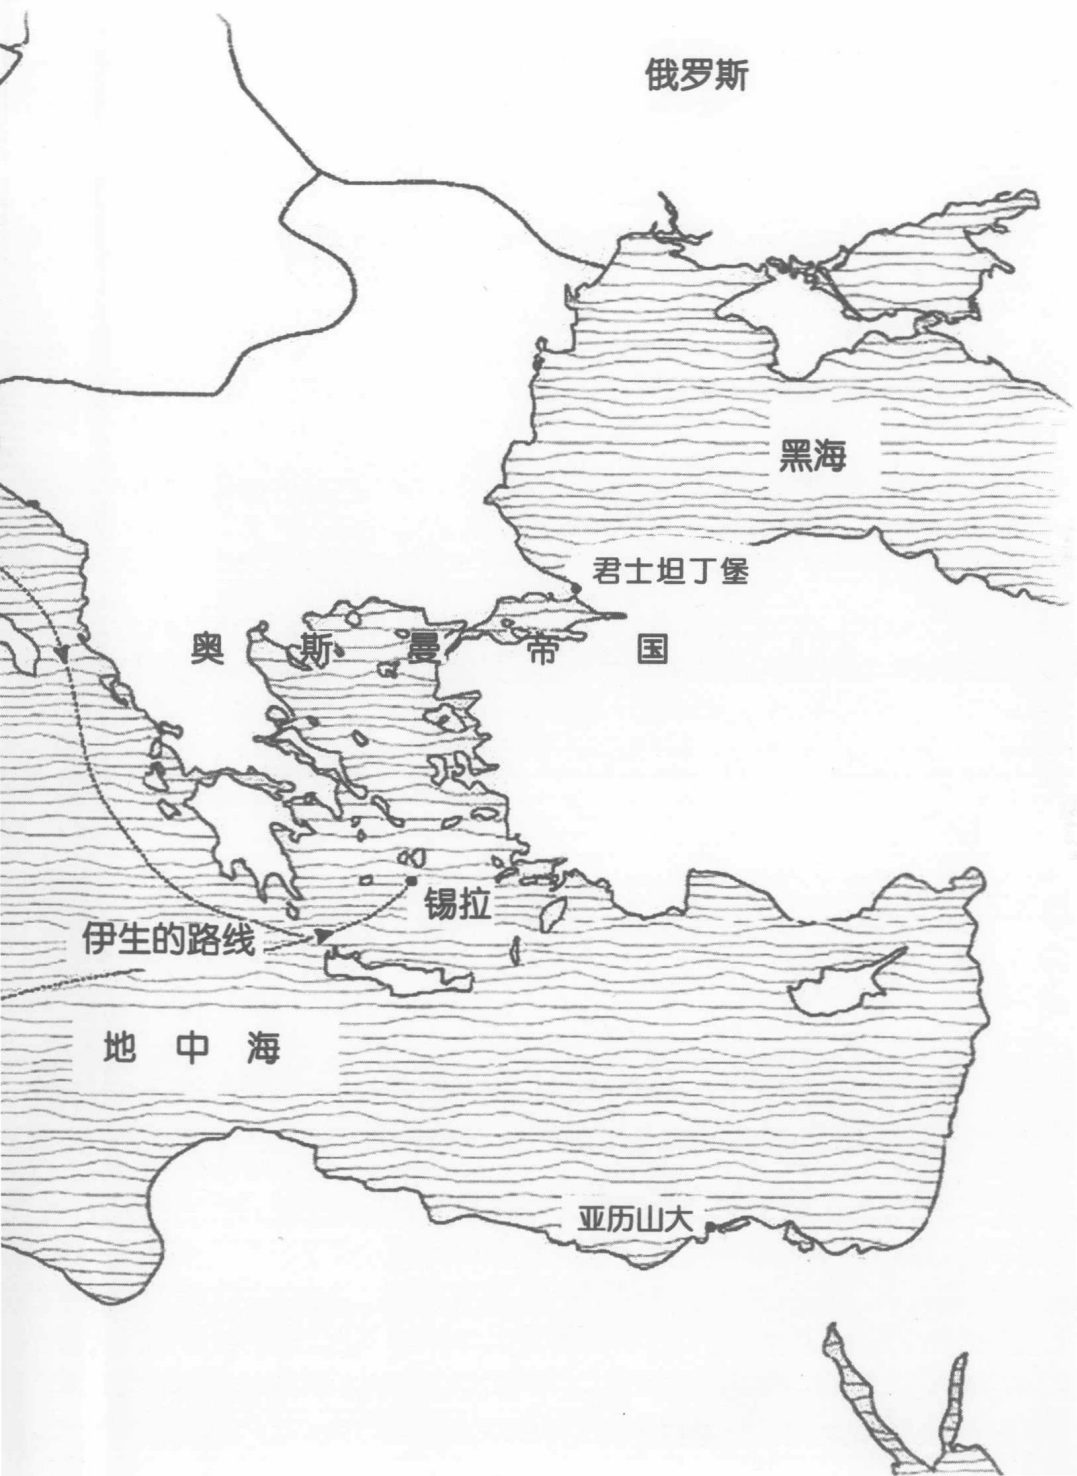 俄罗斯
黑海
君士坦丁堡
奥斯曼帝国
锡拉
伊生的路线
地中海
亚历山大